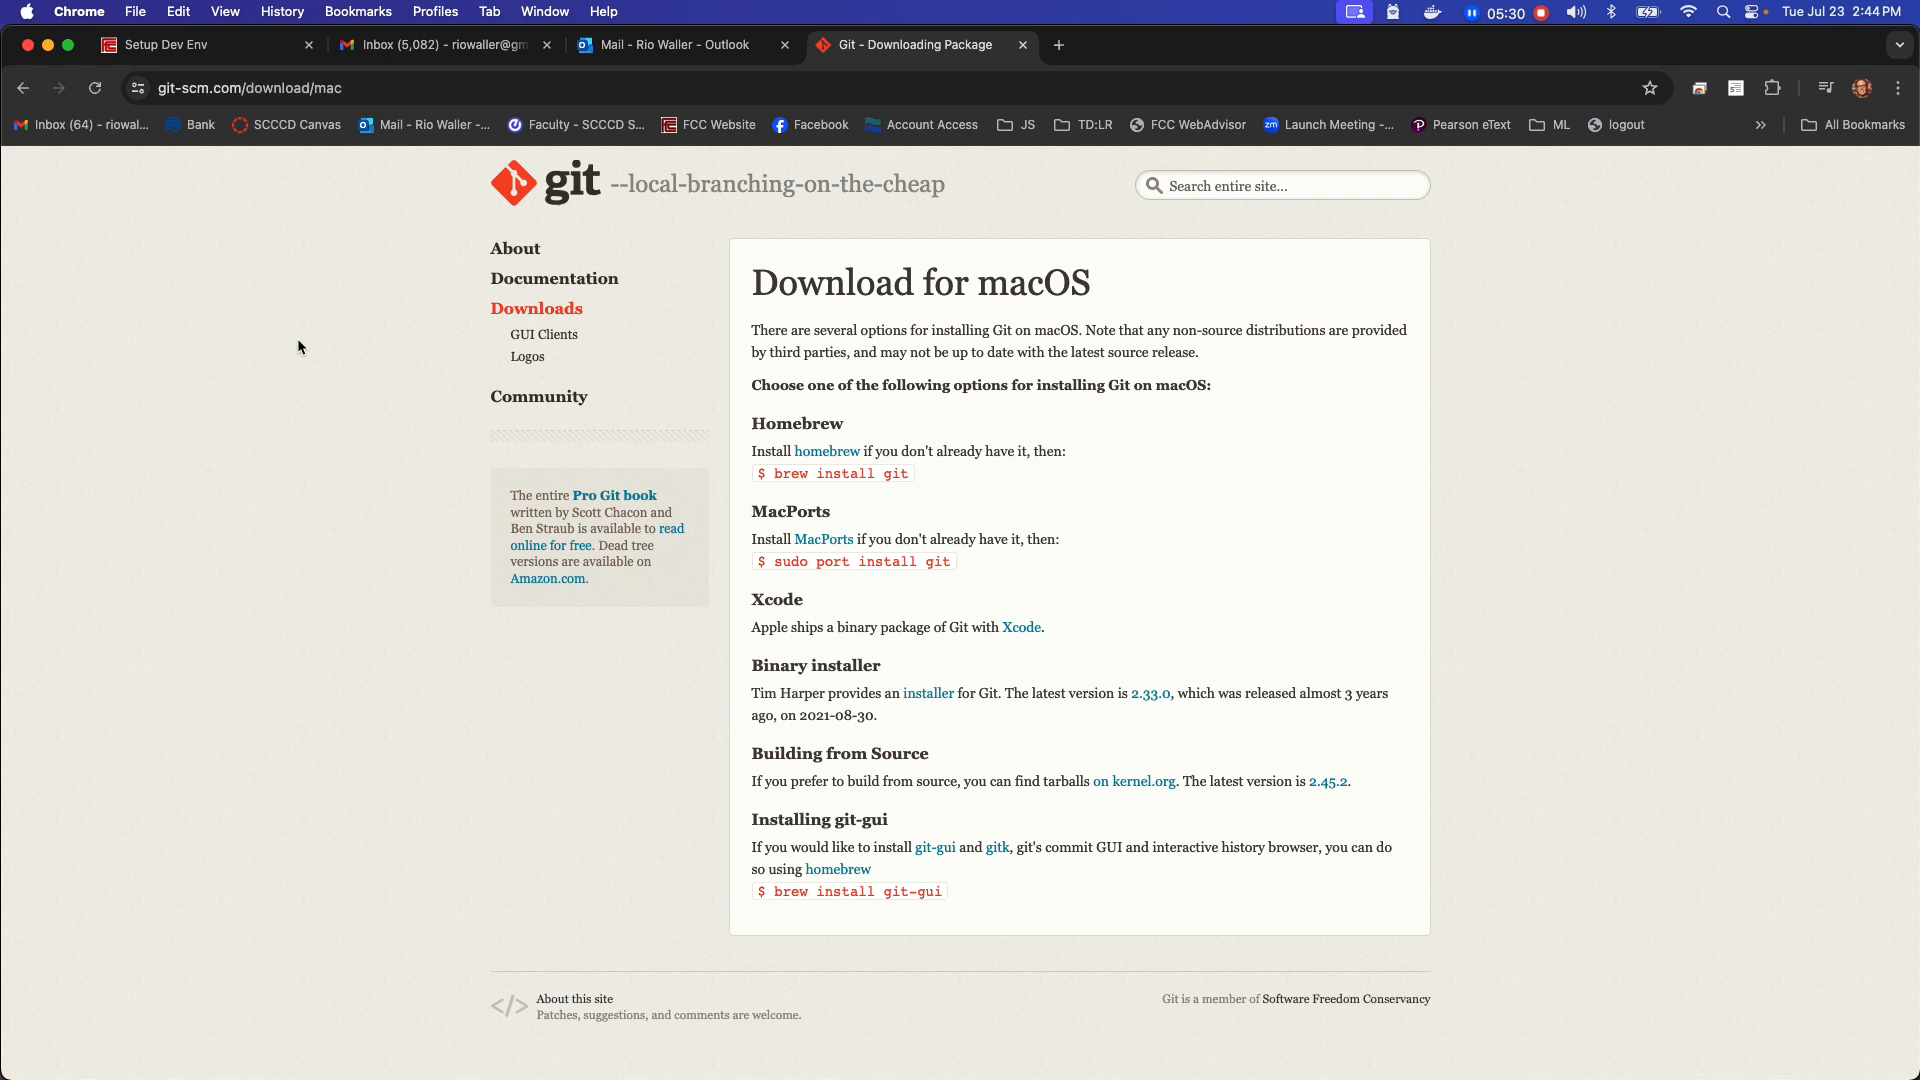 Chrome File Edit View History Bookmarks Profiles Tab Window Help 05:30 Tue Jul 23 2:44 PM
Setup Dev Env Inbox (5,082) - riowaller@gm Mail - Rio Waller - Outlook Git - Downloading Package
git-scm.com/download/mac
Inbox (64) - riowal... Bank SCCCD Canvas Mail - Rio Waller -... Faculty - SCCCD S... FCC Website Facebook Account Access JS TD:LR FCC WebAdvisor zm Launch Meeting -... Pearson eText ML logout All Bookmarks
git --local-branching-on-the-cheap
Search entire site...
About
Documentation
Downloads
GUI Clients
Logos
Community
The entire Pro Git book
written by Scott Chacon and
Ben Straub is available to read
online for free. Dead tree
versions are available on
Amazon.com.
Download for macOS
There are several options for installing Git on macOS. Note that any non-source distributions are provided
by third parties, and may not be up to date with the latest source release.
Choose one of the following options for installing Git on macOS:
Homebrew
Install homebrew if you don't already have it, then:
$ brew install git
MacPorts
Install MacPorts if you don't already have it, then:
$ sudo port install git
Xcode
Apple ships a binary package of Git with Xcode.
Binary installer
Tim Harper provides an installer for Git. The latest version is 2.33.0, which was released almost 3 years
ago, on 2021-08-30.
Building from Source
If you prefer to build from source, you can find tarballs on kernel.org. The latest version is 2.45.2.
Installing git-gui
If you would like to install git-gui and gitk, git's commit GUI and interactive history browser, you can do
so using homebrew
$ brew install git-gui
</> About this site
Patches, suggestions, and comments are welcome.
Git is a member of Software Freedom Conservancy